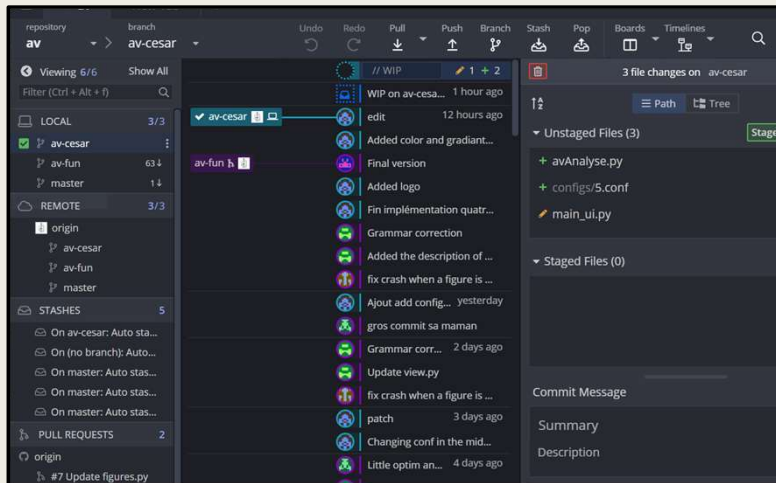 repository
av
branch
av-cesar
Undo
Redo
Pull
Push
Branch
Stash
Pop
Boards
Timelines
Viewing 6/6
Show All
Filter (Ctrl + Alt + f)
LOCAL 3/3
av-cesar
av-fun 63↓
master 1↓
REMOTE 3/3
origin
av-cesar
av-fun
master
STASHES 5
On av-cesar: Auto sta...
On (no branch): Auto...
On master: Auto stas...
On master: Auto stas...
On master: Auto stas...
PULL REQUESTS 2
origin
#7 Update figures.py
av-cesar
av-fun
// WIP 1 + 2
WIP on av-cesa... 1 hour ago
edit 12 hours ago
Added color and gradiant...
Final version
Added logo
Fin implémentation quatr...
Grammar correction
Added the description of ...
fix crash when a figure is ...
Ajout add config... yesterday
gros commit sa maman
Grammar corr... 2 days ago
Update view.py
fix crash when a figure is ...
patch 3 days ago
Changing conf in the mid...
Little optim an... 4 days ago
3 file changes on av-cesar
Path
Tree
Unstaged Files (3)
Stage
+ avAnalyse.py
+ configs/5.conf
main_ui.py
Staged Files (0)
Commit Message
Summary
Description